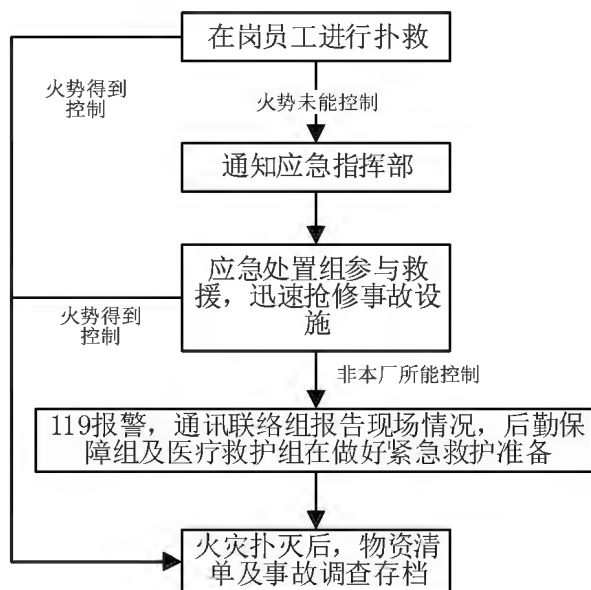 在岗员工进行扑救
火势得到
控制
火势未能控制
通知应急指挥部
应急处置组参与救
援，迅速抢修事故设
施
火势得到
控制
非本厂所能控制
119报警，通讯联络组报告现场情况，后勤保
障组及医疗救护组在做好紧急救护准备
火灾扑灭后，物资清
单及事故调查存档